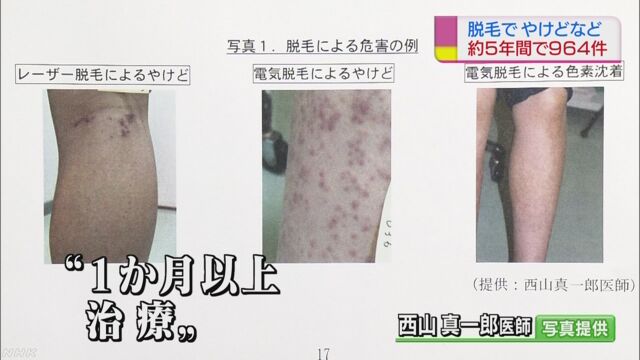 脱毛で やけどなど
約5年間で964件
写真１．脱毛による危害の例
レーザー脱毛によるやけど
電気脱毛によるやけど
電気脱毛による色素沈着
“１か月以上
治療„
（提供：西山真一郎医師）
西山 真一郎医師
写真提供
17
NHK